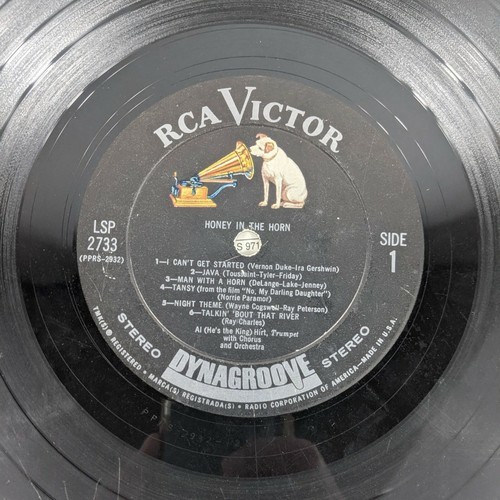 RCA VICTOR
HONEY IN THE HORN
LSP
2733
(PPRS-2932)
S 971
SIDE
1
1—I CAN'T GET STARTED (Vernon Duke-Ira Gershwin)
2—JAVA (Toussaint-Tyler-Friday)
3—MAN WITH A HORN (DeLange-Lake-Jenney)
4—TANSY (from the film "No, My Darling Daughter")
(Norrie Paramor)
5—NIGHT THEME (Wayne Cogswell-Ray Peterson)
6—TALKIN' 'BOUT THAT RIVER
(Ray Charles)
Al (He's the King) Hirt, Trumpet
with Chorus
and Orchestra
STEREO DYNAGROOVE STEREO
TMK(S) ® REGISTERED • MARCA(S) REGISTRADA(S) • RADIO CORPORATION OF AMERICA—MADE IN U.S.A.